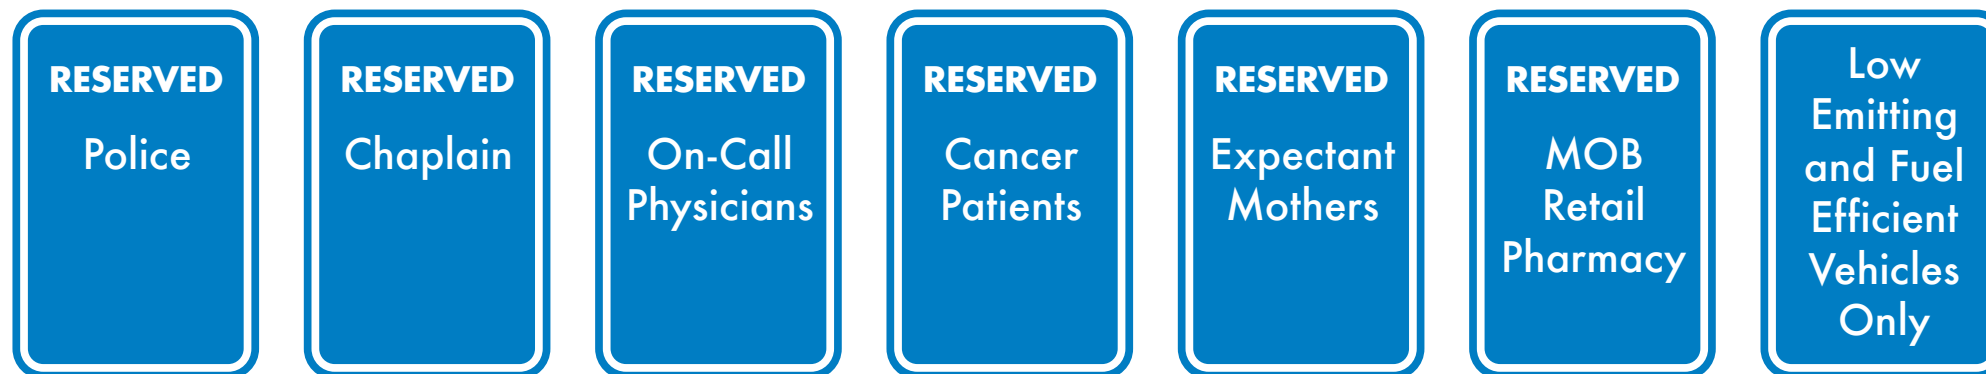 RESERVED
Police
RESERVED
Chaplain
RESERVED
On-Call
Physicians
RESERVED
Cancer
Patients
RESERVED
Expectant
Mothers
RESERVED
MOB
Retail
Pharmacy
Low
Emitting
and Fuel
Efficient
Vehicles
Only